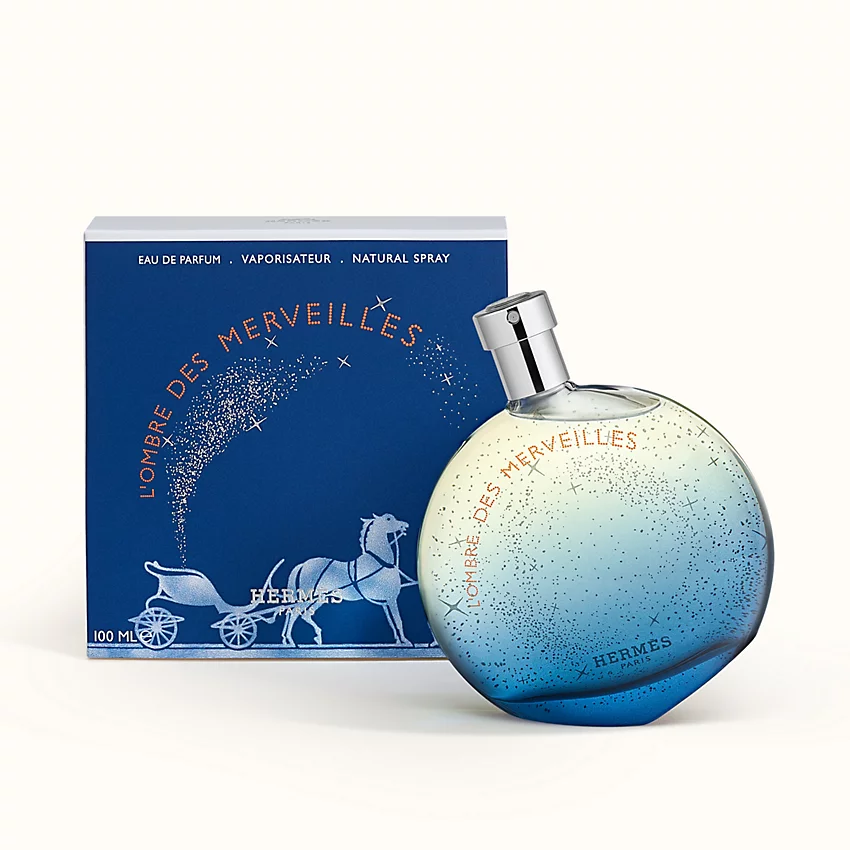 EAU DE PARFUM . VAPORISATEUR . NATURAL SPRAY
L'OMBRE DES MERVEILLES
HERMÈS
PARIS
100 ML ℮
L'OMBRE DES MERVEILLES
HERMÈS
PARIS